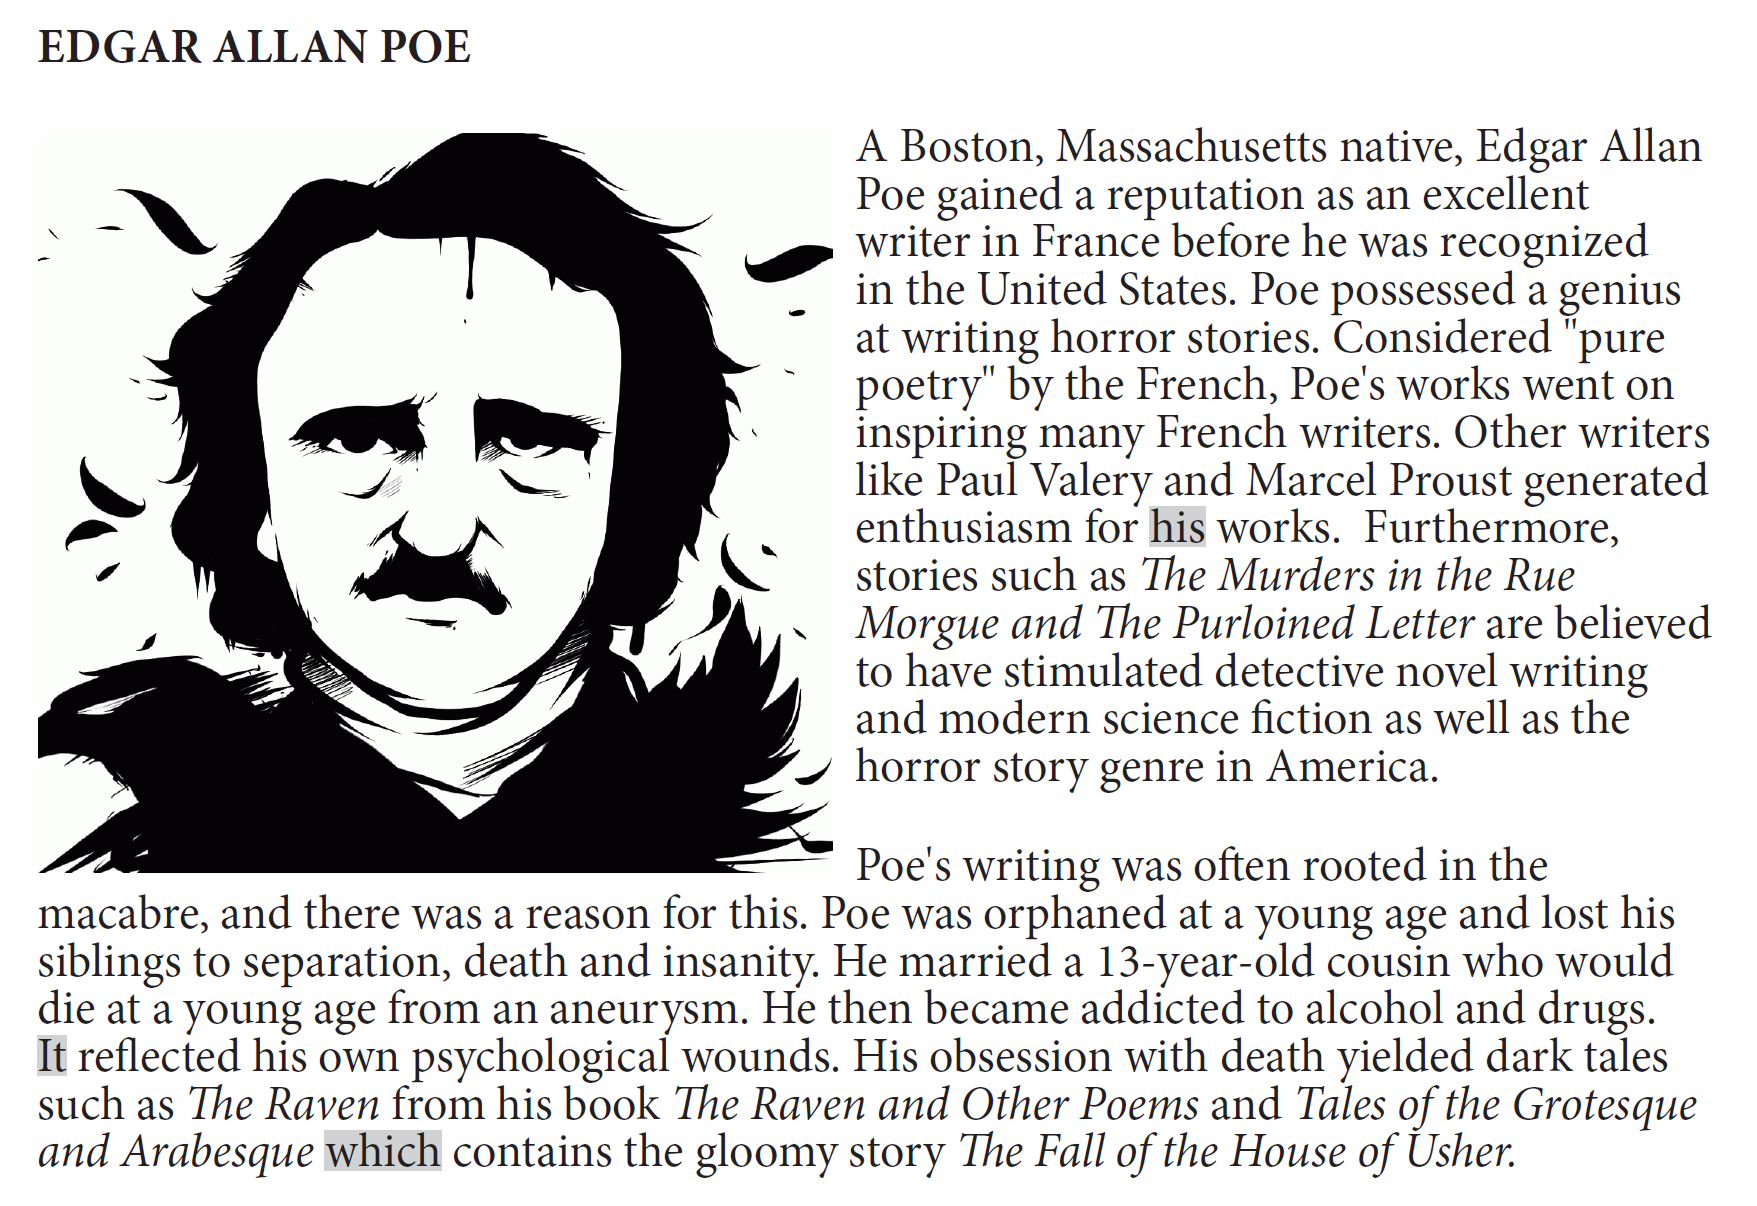 EDGAR ALLAN POE
A Boston, Massachusetts native, Edgar Allan
Poe gained a reputation as an excellent
writer in France before he was recognized
in the United States. Poe possessed a genius
at writing horror stories. Considered "pure
poetry" by the French, Poe's works went on
inspiring many French writers. Other writers
like Paul Valery and Marcel Proust generated
enthusiasm for his works.  Furthermore,
stories such as The Murders in the Rue
Morgue and The Purloined Letter are believed
to have stimulated detective novel writing
and modern science fiction as well as the
horror story genre in America.
Poe's writing was often rooted in the
macabre, and there was a reason for this. Poe was orphaned at a young age and lost his
siblings to separation, death and insanity. He married a 13-year-old cousin who would
die at a young age from an aneurysm. He then became addicted to alcohol and drugs.
It reflected his own psychological wounds. His obsession with death yielded dark tales
such as The Raven from his book The Raven and Other Poems and Tales of the Grotesque
and Arabesque which contains the gloomy story The Fall of the House of Usher.